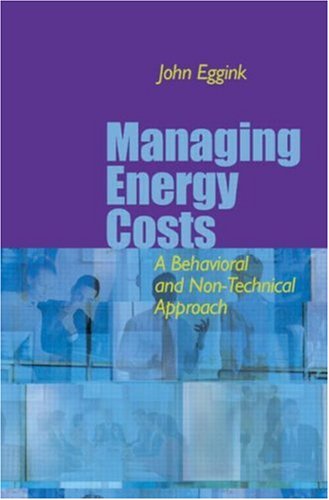 John Eggink
Managing
Energy
Costs
A Behavioral
and Non-Technical
Approach